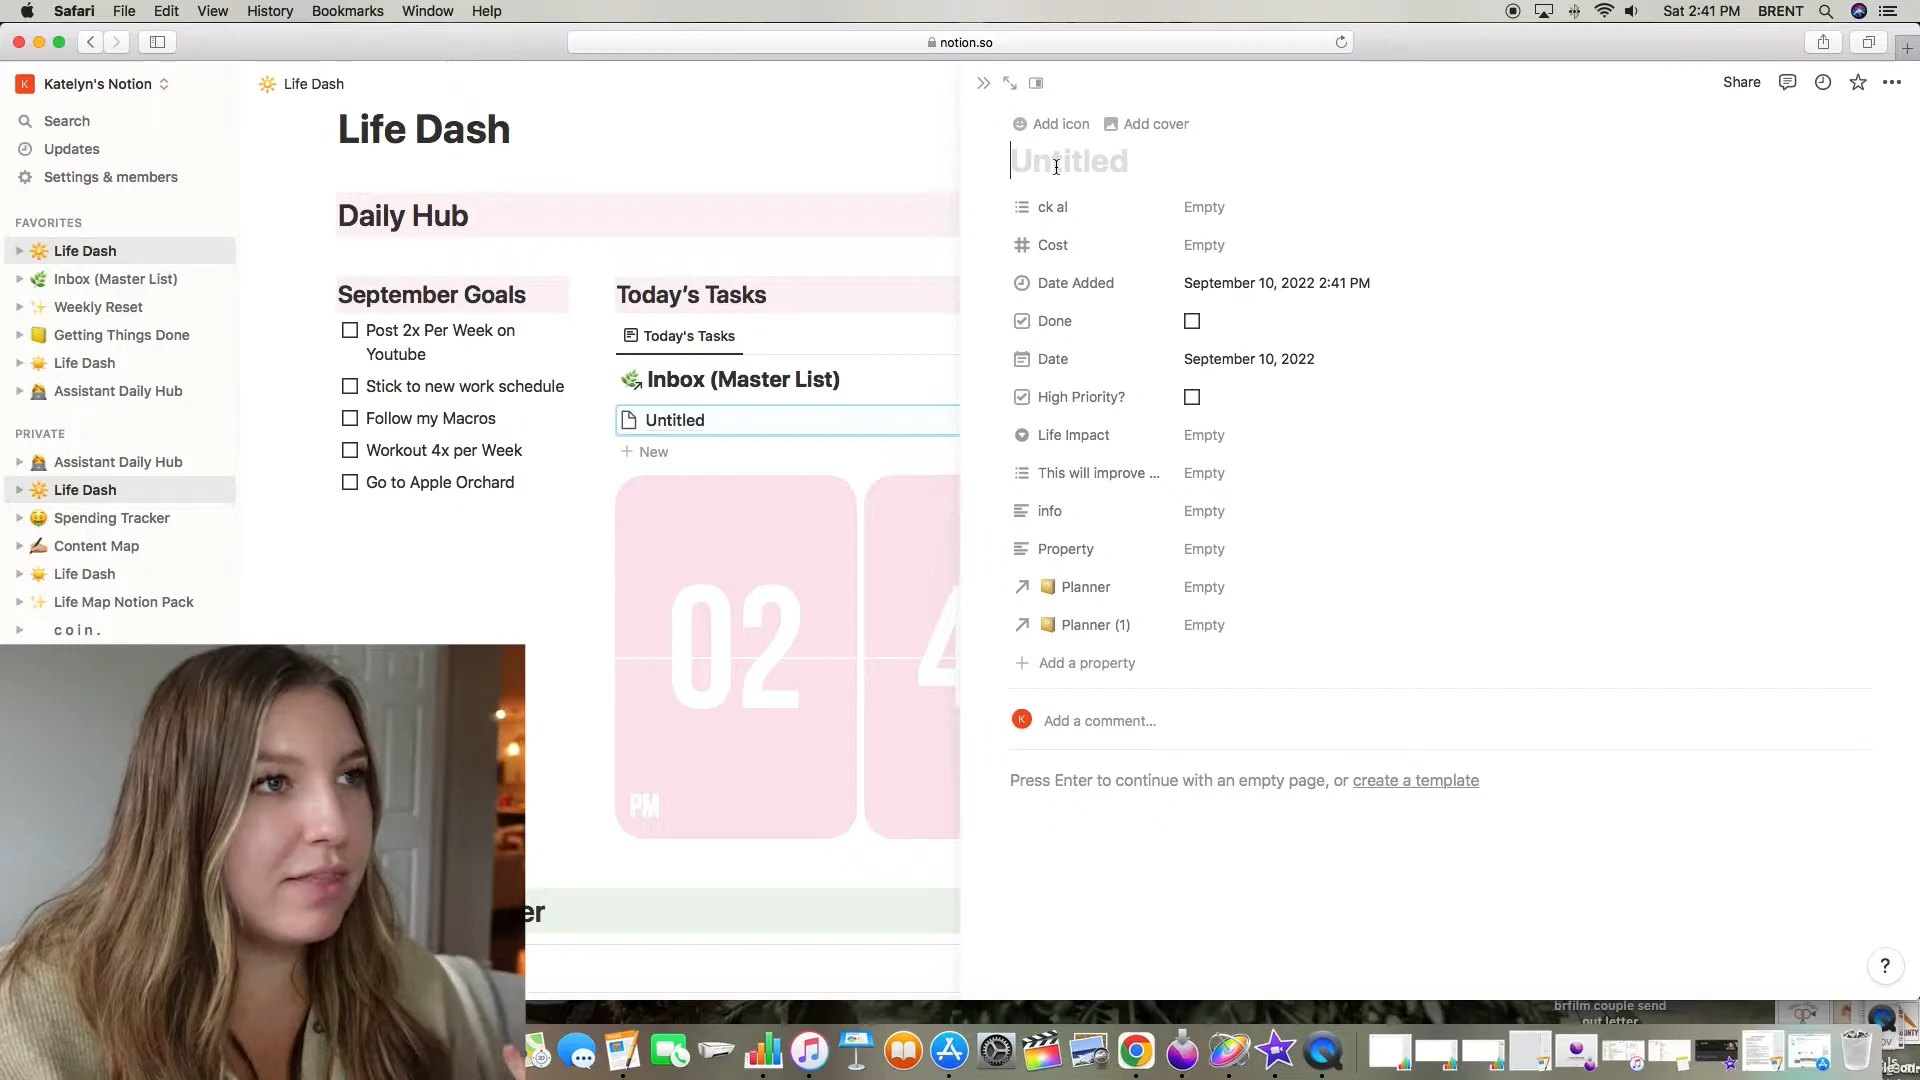 Safari File Edit View History Bookmarks Window Help
Sat 2:41 PM BRENT
notion.so
K Katelyn's Notion
Search
Updates
Settings & members
FAVORITES
Life Dash
Inbox (Master List)
Weekly Reset
Getting Things Done
Life Dash
Assistant Daily Hub
PRIVATE
Assistant Daily Hub
Life Dash
Spending Tracker
Content Map
Life Dash
Life Map Notion Pack
coin.
Life Dash
Life Dash
Daily Hub
September Goals
Post 2x Per Week on
Youtube
Stick to new work schedule
Follow my Macros
Workout 4x per Week
Go to Apple Orchard
Today's Tasks
Today's Tasks
Inbox (Master List)
Untitled
+ New
02
4
PM
er
Share
Add icon Add cover
Untitled
ck al Empty
Cost Empty
Date Added September 10, 2022 2:41 PM
Done
Date September 10, 2022
High Priority?
Life Impact Empty
This will improve ... Empty
info Empty
Property Empty
Planner Empty
Planner (1) Empty
+ Add a property
K Add a comment...
Press Enter to continue with an empty page, or create a template
?
brfilm couple send
out letter